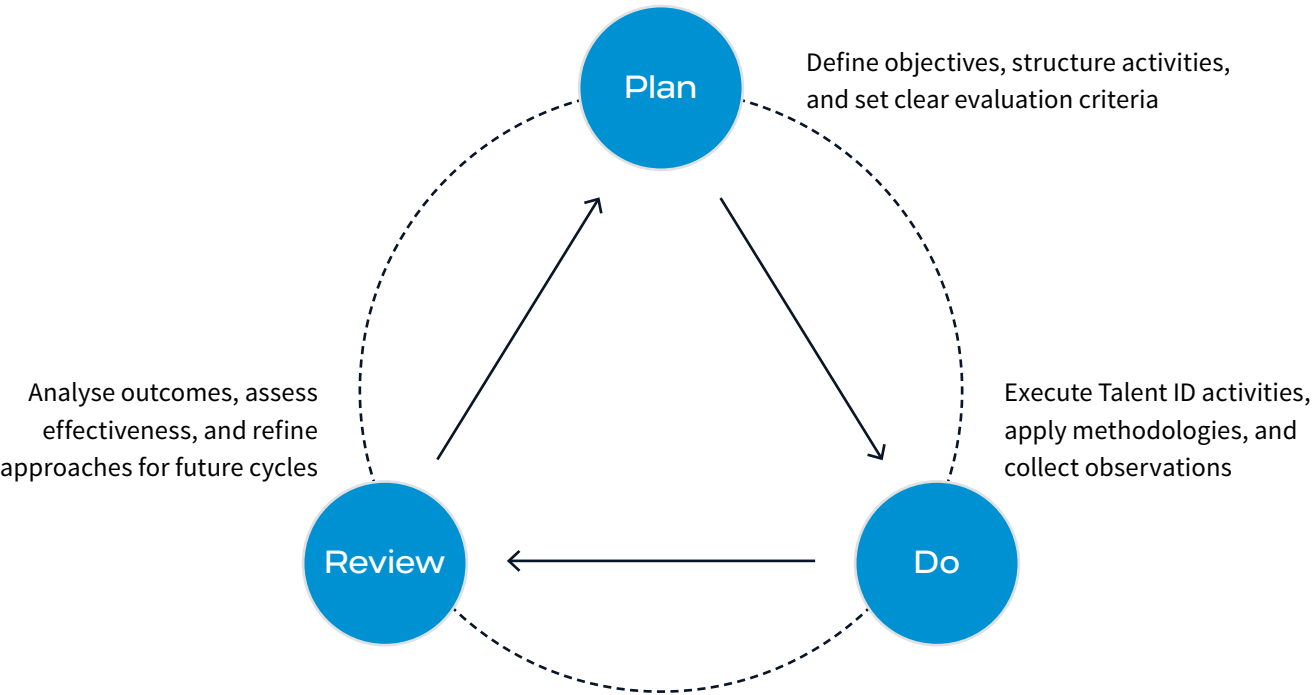 Plan
Define objectives, structure activities,
and set clear evaluation criteria
Analyse outcomes, assess
effectiveness, and refine
approaches for future cycles
Execute Talent ID activities,
apply methodologies, and
collect observations
Review
Do